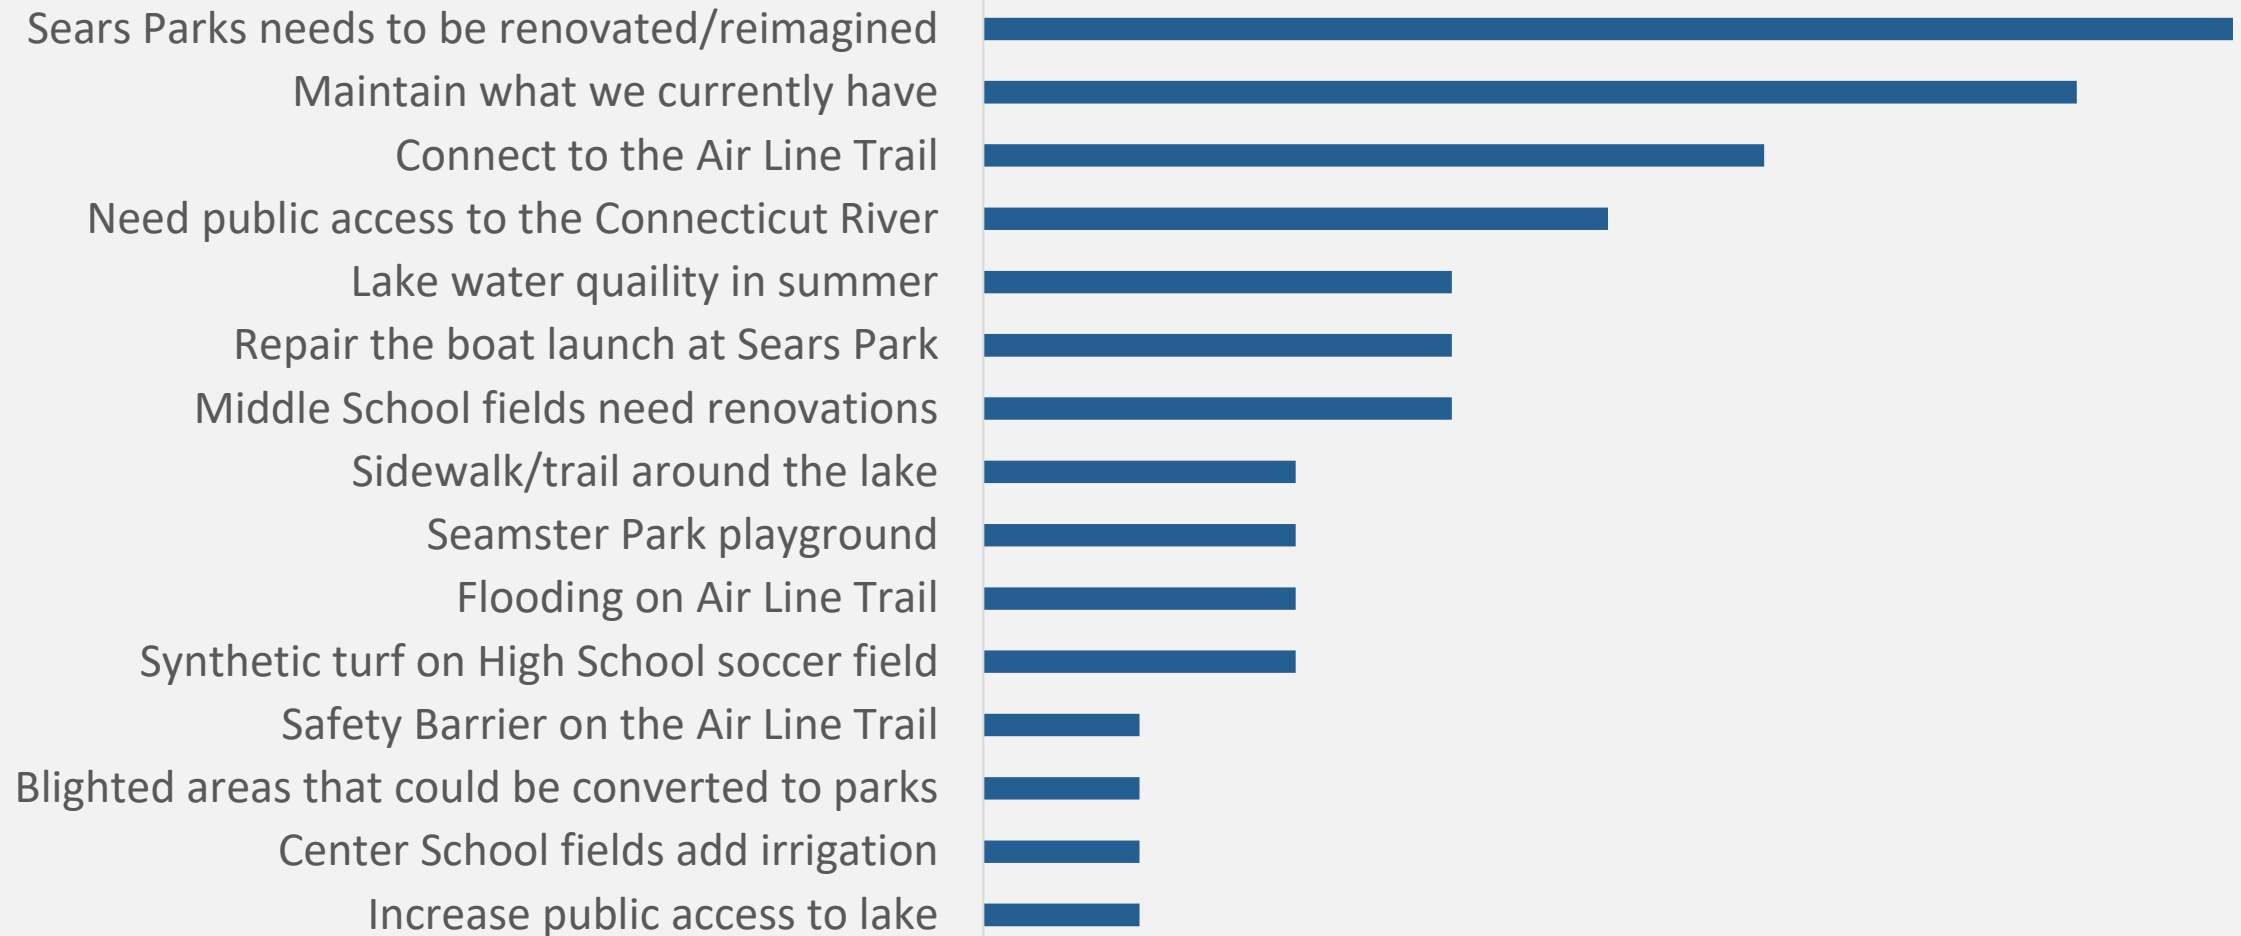 Sears Parks needs to be renovated/reimagined
Maintain what we currently have
Connect to the Air Line Trail
Need public access to the Connecticut River
Lake water quaility in summer
Repair the boat launch at Sears Park
Middle School fields need renovations
Sidewalk/trail around the lake
Seamster Park playground
Flooding on Air Line Trail
Synthetic turf on High School soccer field
Safety Barrier on the Air Line Trail
Blighted areas that could be converted to parks
Center School fields add irrigation
Increase public access to lake